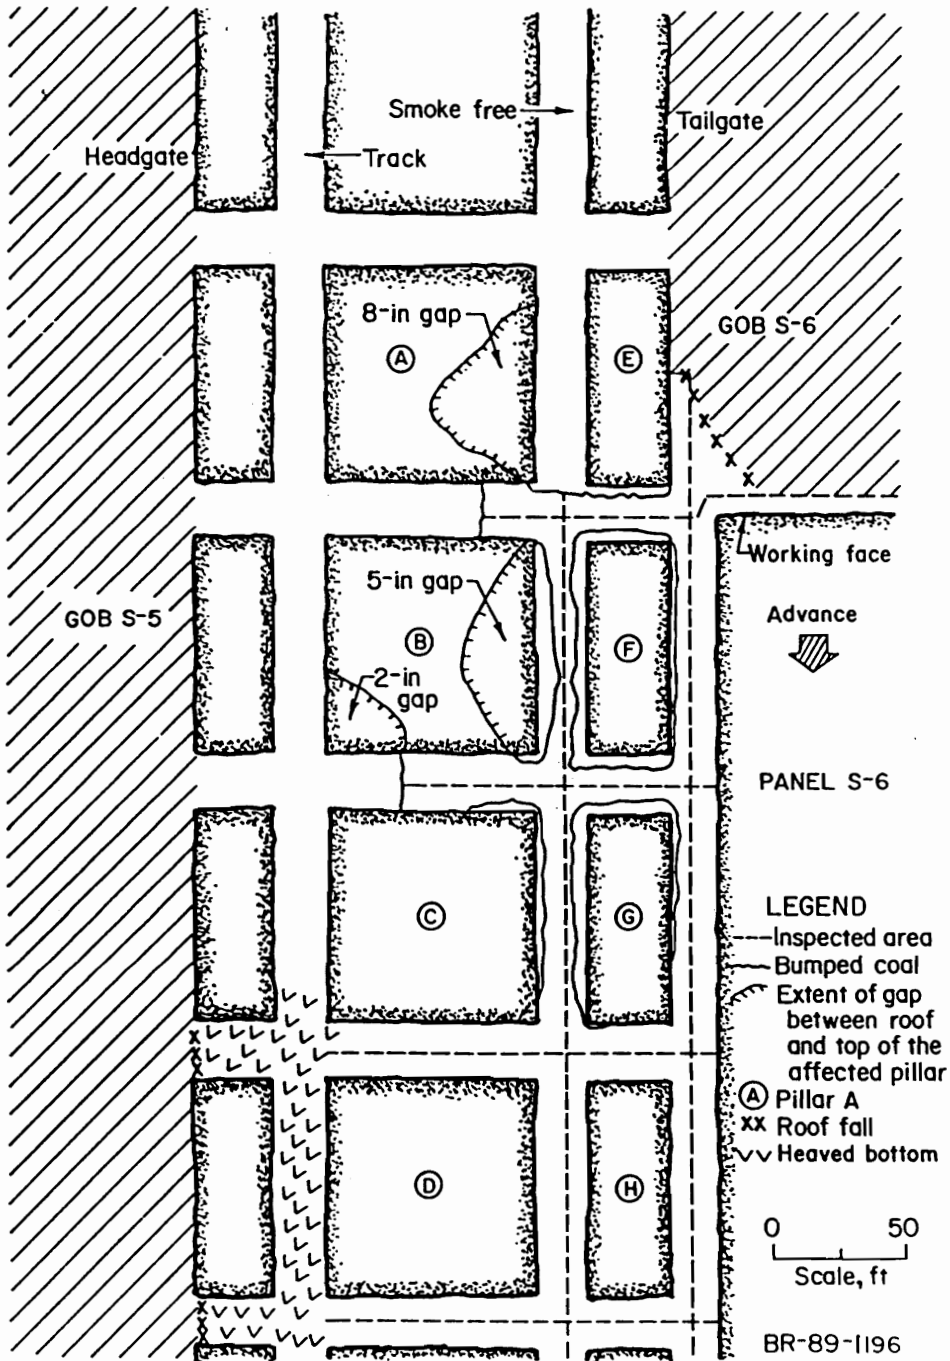 Smoke free
Tailgate
Headgate
Track
8-in gap
GOB S-6
A
E
Working face
5-in gap
Advance
GOB S-5
B
F
2-in
gap
PANEL S-6
C
G
LEGEND
Inspected area
Bumped coal
Extent of gap
between roof
and top of the
affected pillar
A Pillar A
xx Roof fall
Heaved bottom
D
H
0 50
Scale, ft
BR-89-1196